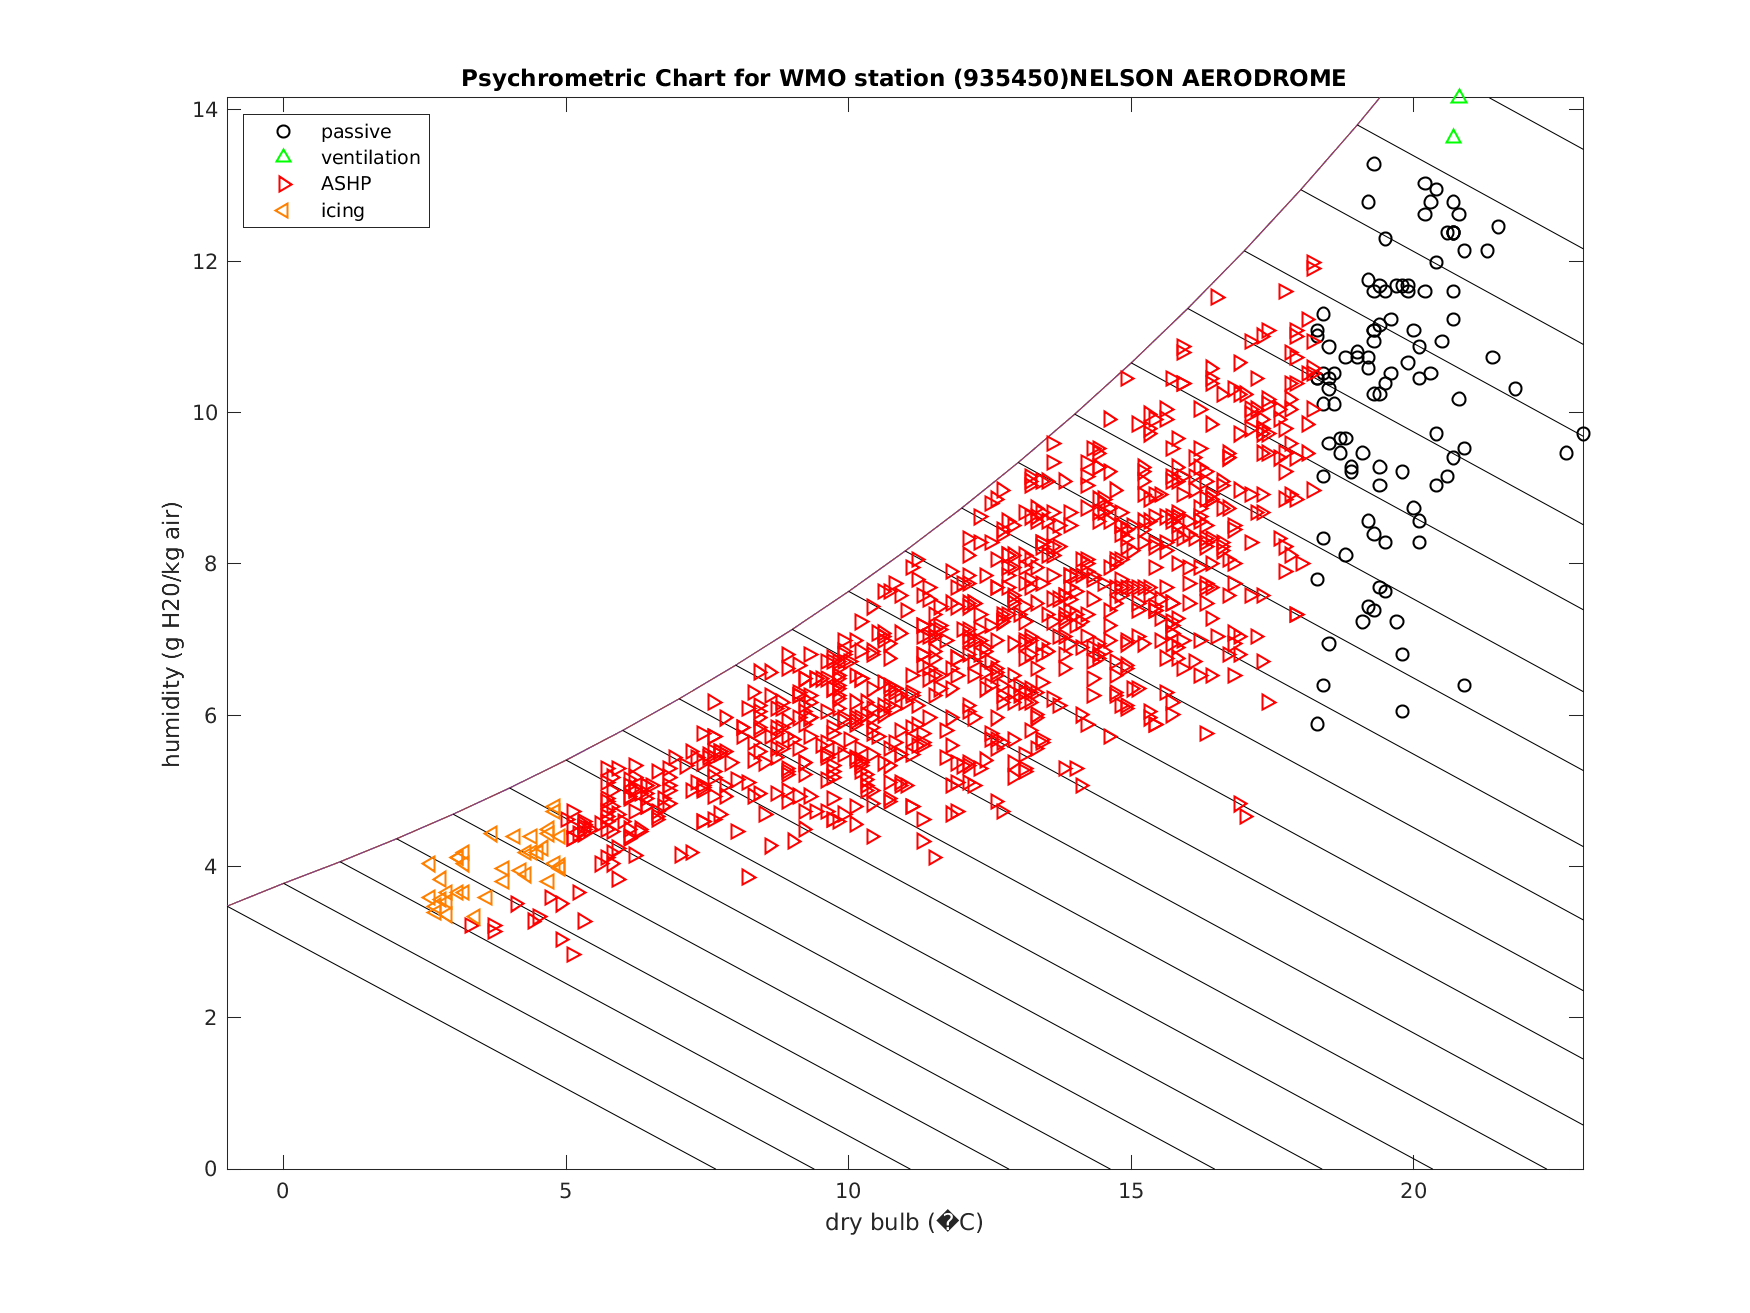 Psychrometric Chart for WMO station (935450)NELSON AERODROME
passive
ventilation
ASHP
icing
14
12
10
8
6
4
2
0
humidity (g H20/kg air)
0 5 10 15 20
dry bulb (�C)